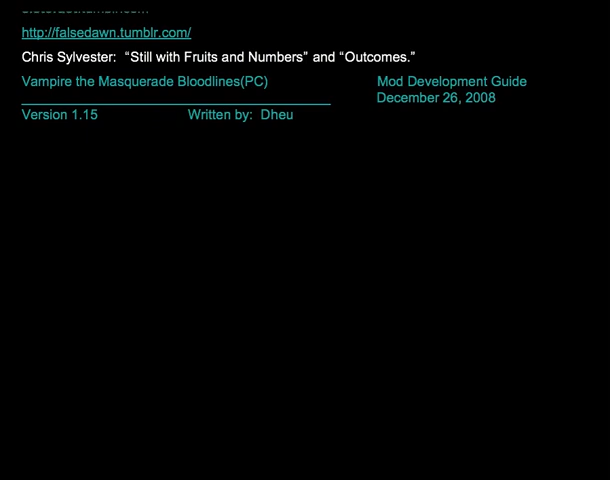 http://falsedawn.tumblr.com/
Chris Sylvester:  “Still with Fruits and Numbers” and “Outcomes.”
Vampire the Masquerade Bloodlines(PC) Mod Development Guide
December 26, 2008
Version 1.15 Written by:  Dheu